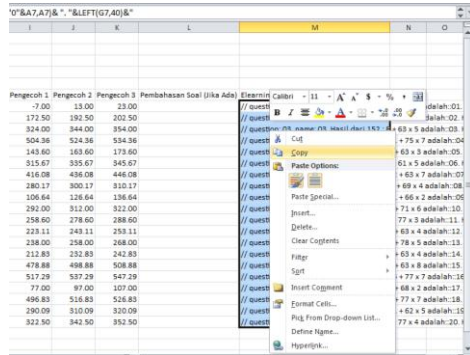 "0"&A7,A7)& ". "&LEFT(G7,40)&"
I J K L M N O
Pengecoh 1 Pengecoh 2 Pengecoh 3 Pembahasan Soal (Jika Ada) Elearnin
Calibri 11 A A $ % ,
B I A
-7.00 13.00 23.00 // questi dalah::01.
172.50 192.50 202.50 // questi dalah::02.
324.00 344.00 354.00 // question: 03 name: 03. Hasil dari 152 : + 63 x 5 adalah::03.
504.36 524.36 534.36 // questi + 75 x 7 adalah::04
143.60 163.60 173.60 // questi + 63 x 3 adalah::05.
315.67 335.67 345.67 // questi 61 x 5 adalah::06.
416.08 436.08 446.08 // questi + 63 x 7 adalah::07
280.17 300.17 310.17 // questi + 69 x 4 adalah::08.
106.64 126.64 136.64 // questi + 66 x 2 adalah::09
292.00 312.00 322.00 // questi + 71 x 6 adalah::10.
258.60 278.60 288.60 // questi 77 x 3 adalah::11.
223.11 243.11 253.11 // questi + 63 x 4 adalah::12.
238.00 258.00 268.00 // questi + 78 x 5 adalah::13.
212.83 232.83 242.83 // questi + 63 x 4 adalah::14.
478.88 498.88 508.88 // questi + 63 x 8 adalah::15.
517.29 537.29 547.29 // questi + 77 x 7 adalah::16
77.00 97.00 107.00 // questi + 68 x 2 adalah::17.
496.83 516.83 526.83 // questi + 77 x 7 adalah::18.
290.09 310.09 320.09 // questi + 62 x 5 adalah::19
322.50 342.50 352.50 // questi 77 x 4 adalah::20.
Cut
Copy
Paste Options:
Paste Special...
Insert...
Delete...
Clear Contents
Filter
Sort
Insert Comment
Format Cells...
Pick From Drop-down List...
Define Name...
Hyperlink...